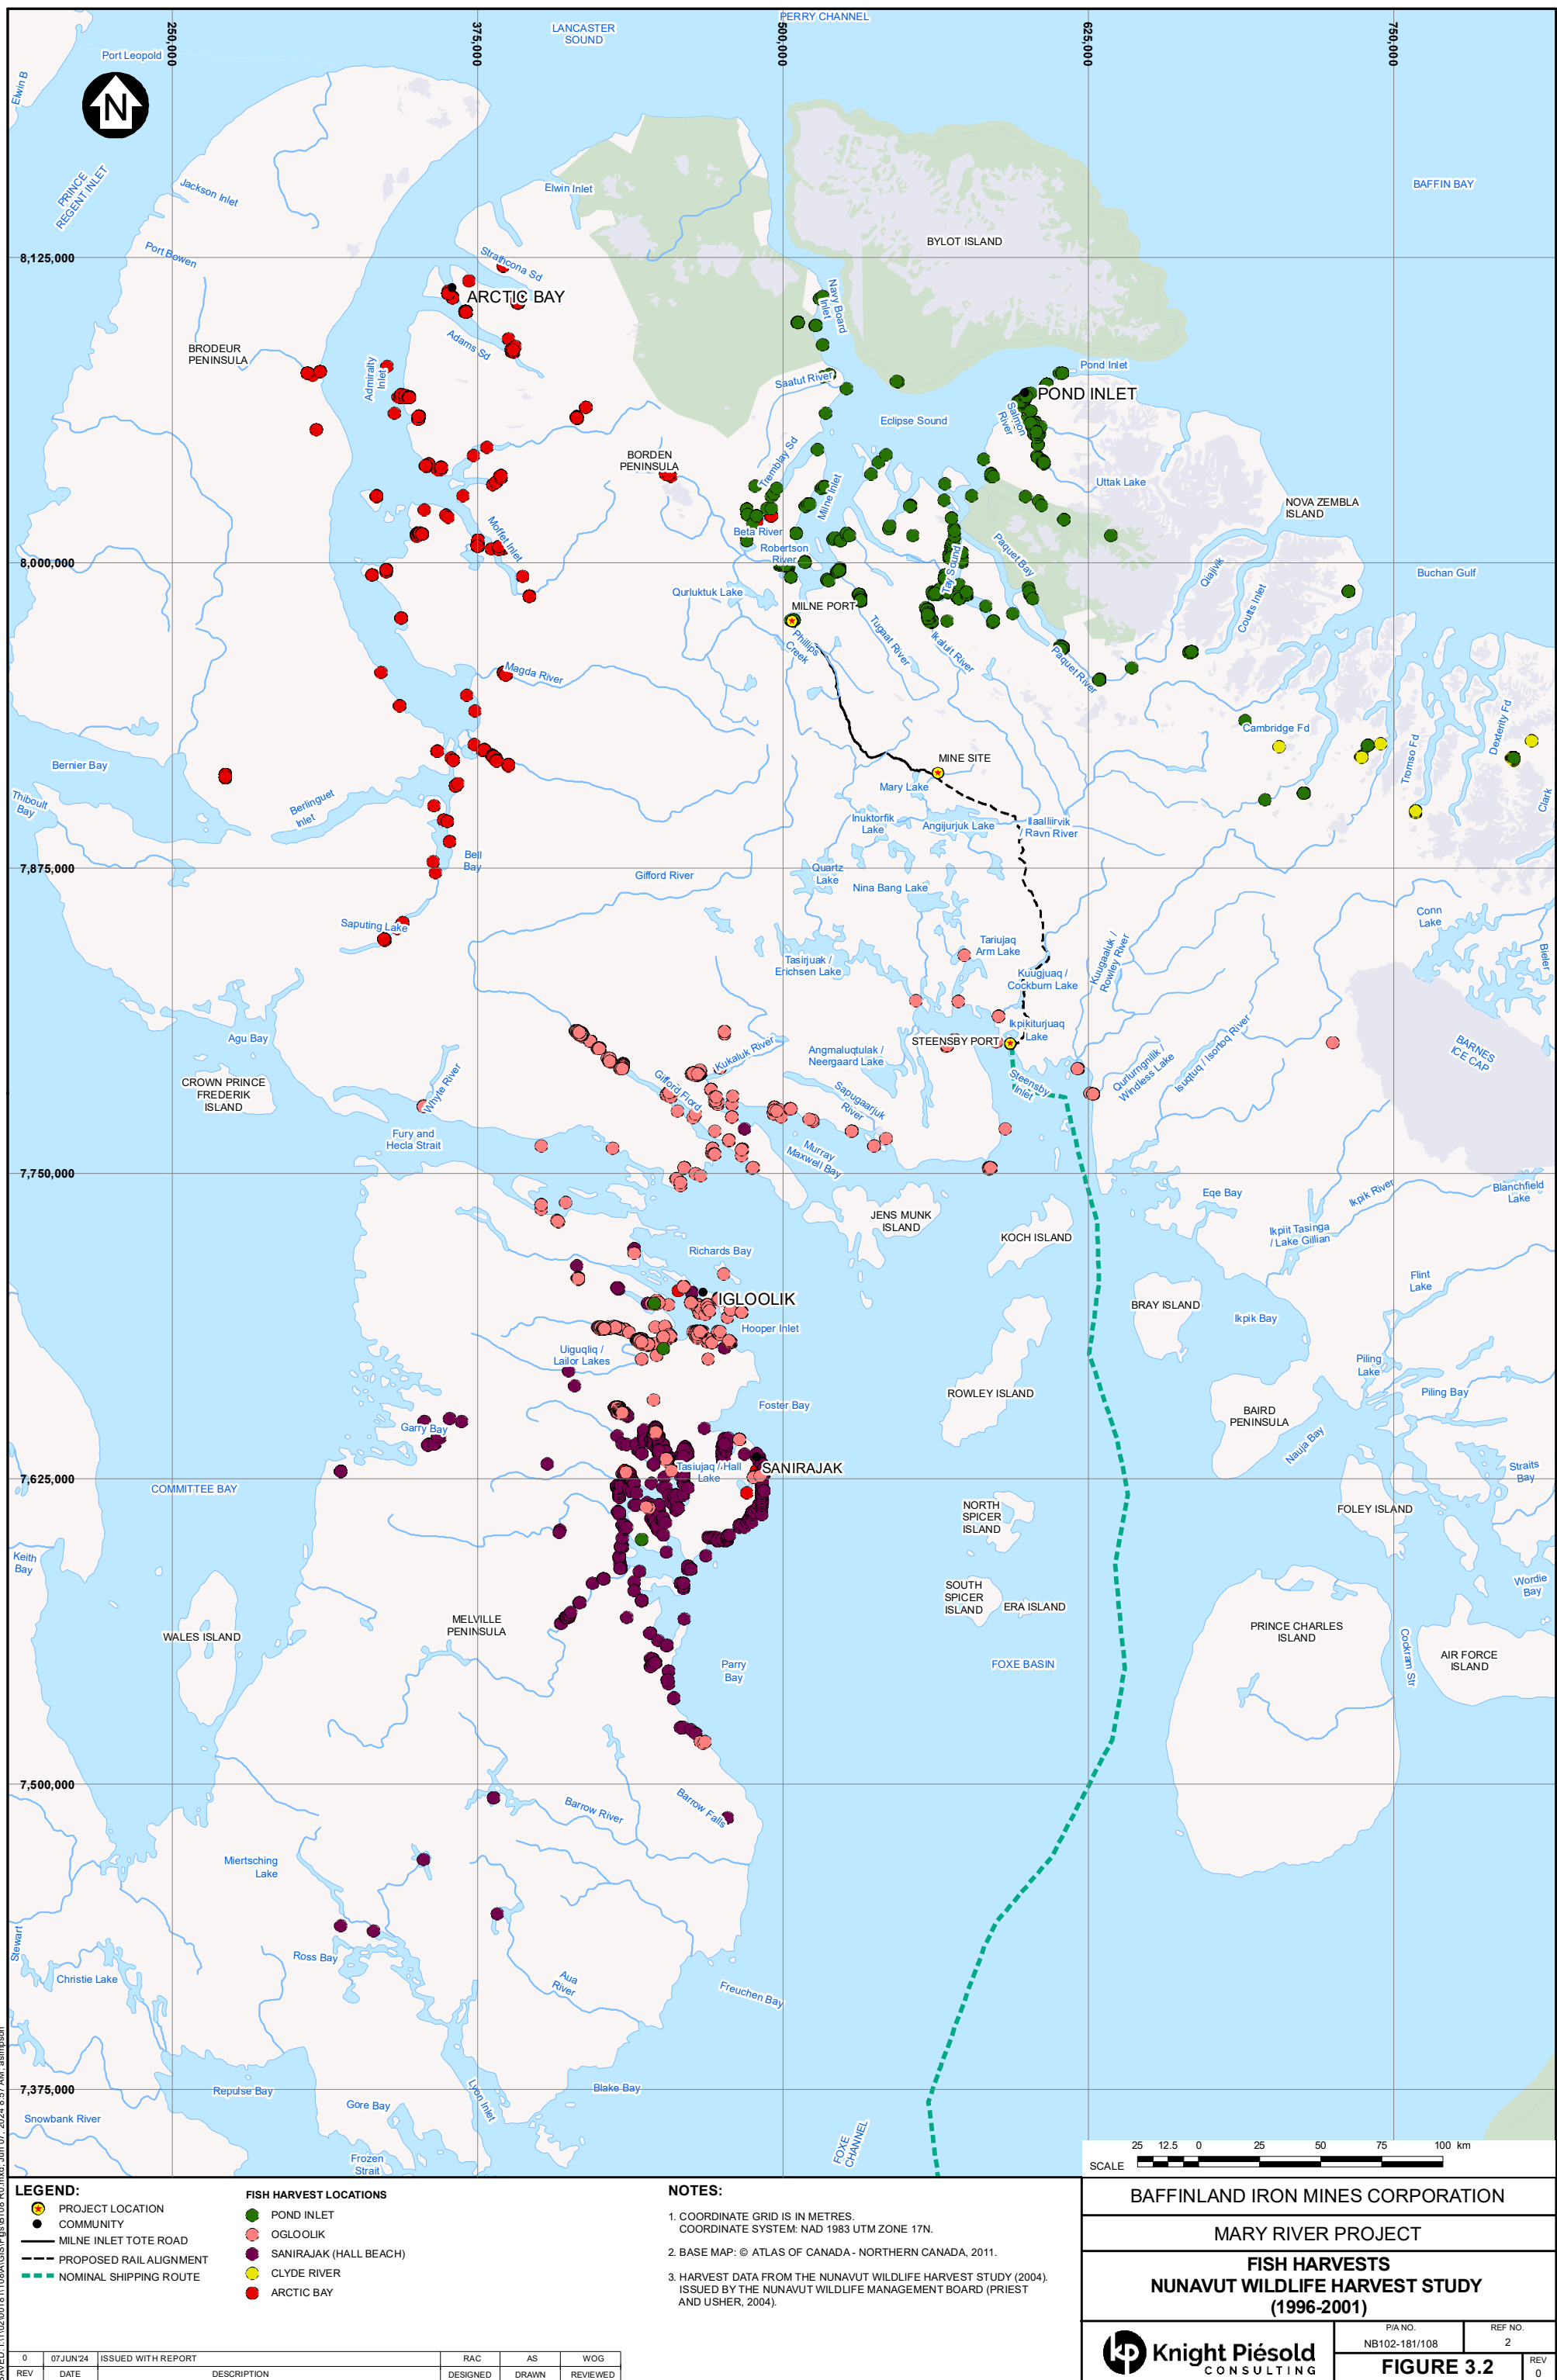 PERRY CHANNEL
250,000
375,000
500,000
625,000
750,000
LANCASTER
SOUND
Port Leopold
Elwin B
N
PRINCE
REGENT INLET
Jackson Inlet
Elwin Inlet
BAFFIN BAY
Port Bowen
BYLOT ISLAND
Strathcona Sd
8,125,000
ARCTIC BAY
Navy Board
Inlet
Adams Sd
BRODEUR
PENINSULA
Admiralty
Inlet
Saatut River
Pond Inlet
POND INLET
Salmon
River
Eclipse Sound
BORDEN
PENINSULA
Tremblay Sd
Milne Inlet
Uttak Lake
NOVA ZEMBLA
ISLAND
Moffet Inlet
Beta River
Robertson
River
Tay Sound
Paquet Bay
8,000,000
Qurluktuk Lake
MILNE PORT
Qiajivik
Coutts Inlet
Buchan Gulf
Phillips
Creek
Tugaat River
Ikaluit River
Paquet River
Magda River
Cambridge Fd
Tromso Fd
Dexterity Fd
Clark
MINE SITE
Mary Lake
Bernier Bay
Thiboult
Bay
Berlinguet
Inlet
Inuktorfik
Lake
Angijurjuk Lake
Ilaalliirvik
/ Ravn River
Bell
Bay
7,875,000
Gifford River
Quartz
Lake
Nina Bang Lake
Saputing Lake
Conn
Lake
Bieler
Tasirjuak /
Erichsen Lake
Tariujaq
Arm Lake
Kuugjuaq /
Cockburn Lake
Kuugaaluk /
Rowley River
Ikpikiturjuaq
Lake
STEENSBY PORT
Agu Bay
CROWN PRINCE
FREDERIK
ISLAND
Whyte River
Gifford Fiord
Kukaluk River
Angmaluqtulak /
Neergaard Lake
Sapugaarjuk
River
Steensby
Inlet
Qurlurngnilik /
Windless Lake
Isuqtuq / Isortoq River
BARNES
ICE CAP
Fury and
Hecla Strait
Murray
Maxwell Bay
7,750,000
JENS MUNK
ISLAND
KOCH ISLAND
Eqe Bay
Ikpik River
Blanchfield
Lake
Ikpiit Tasinga
/ Lake Gillian
Richards Bay
Flint
Lake
IGLOOLIK
BRAY ISLAND
Ikpik Bay
Hooper Inlet
Uiguqliq /
Lailor Lakes
Piling
Lake
Piling Bay
ROWLEY ISLAND
Foster Bay
BAIRD
PENINSULA
Nauja Bay
Garry Bay
Tasiujaq / Hall
Lake
SANIRAJAK
7,625,000
COMMITTEE BAY
Straits
Bay
NORTH
SPICER
ISLAND
FOLEY ISLAND
Keith
Bay
Wordie
Bay
SOUTH
SPICER
ISLAND
ERA ISLAND
MELVILLE
PENINSULA
WALES ISLAND
PRINCE CHARLES
ISLAND
Cockram Str
AIR FORCE
ISLAND
Parry
Bay
FOXE BASIN
7,500,000
Barrow River
Barrow Falls
Miertsching
Lake
Stewart
Ross Bay
Christie Lake
Aua
River
Freuchen Bay
7,375,000
Repulse Bay
Gore Bay
Lyon Inlet
Blake Bay
Snowbank River
Frozen
Strait
FOXE
CHANNEL
25 12.5 0 25 50 75 100 km
SCALE
LEGEND:
PROJECT LOCATION
COMMUNITY
MILNE INLET TOTE ROAD
PROPOSED RAIL ALIGNMENT
NOMINAL SHIPPING ROUTE
FISH HARVEST LOCATIONS
POND INLET
OGLOOLIK
SANIRAJAK (HALL BEACH)
CLYDE RIVER
ARCTIC BAY
NOTES:
1. COORDINATE GRID IS IN METRES.
COORDINATE SYSTEM: NAD 1983 UTM ZONE 17N.
2. BASE MAP: © ATLAS OF CANADA - NORTHERN CANADA, 2011.
3. HARVEST DATA FROM THE NUNAVUT WILDLIFE HARVEST STUDY (2004).
ISSUED BY THE NUNAVUT WILDLIFE MANAGEMENT BOARD (PRIEST
AND USHER, 2004).
BAFFINLAND IRON MINES CORPORATION
MARY RIVER PROJECT
FISH HARVESTS
NUNAVUT WILDLIFE HARVEST STUDY
(1996-2001)
Knight Piésold
CONSULTING
P/A NO.
NB102-181/108
REF NO.
2
FIGURE 3.2
REV
0
0 07JUN'24 ISSUED WITH REPORT RAC AS WOG
REV DATE DESCRIPTION DESIGNED DRAWN REVIEWED